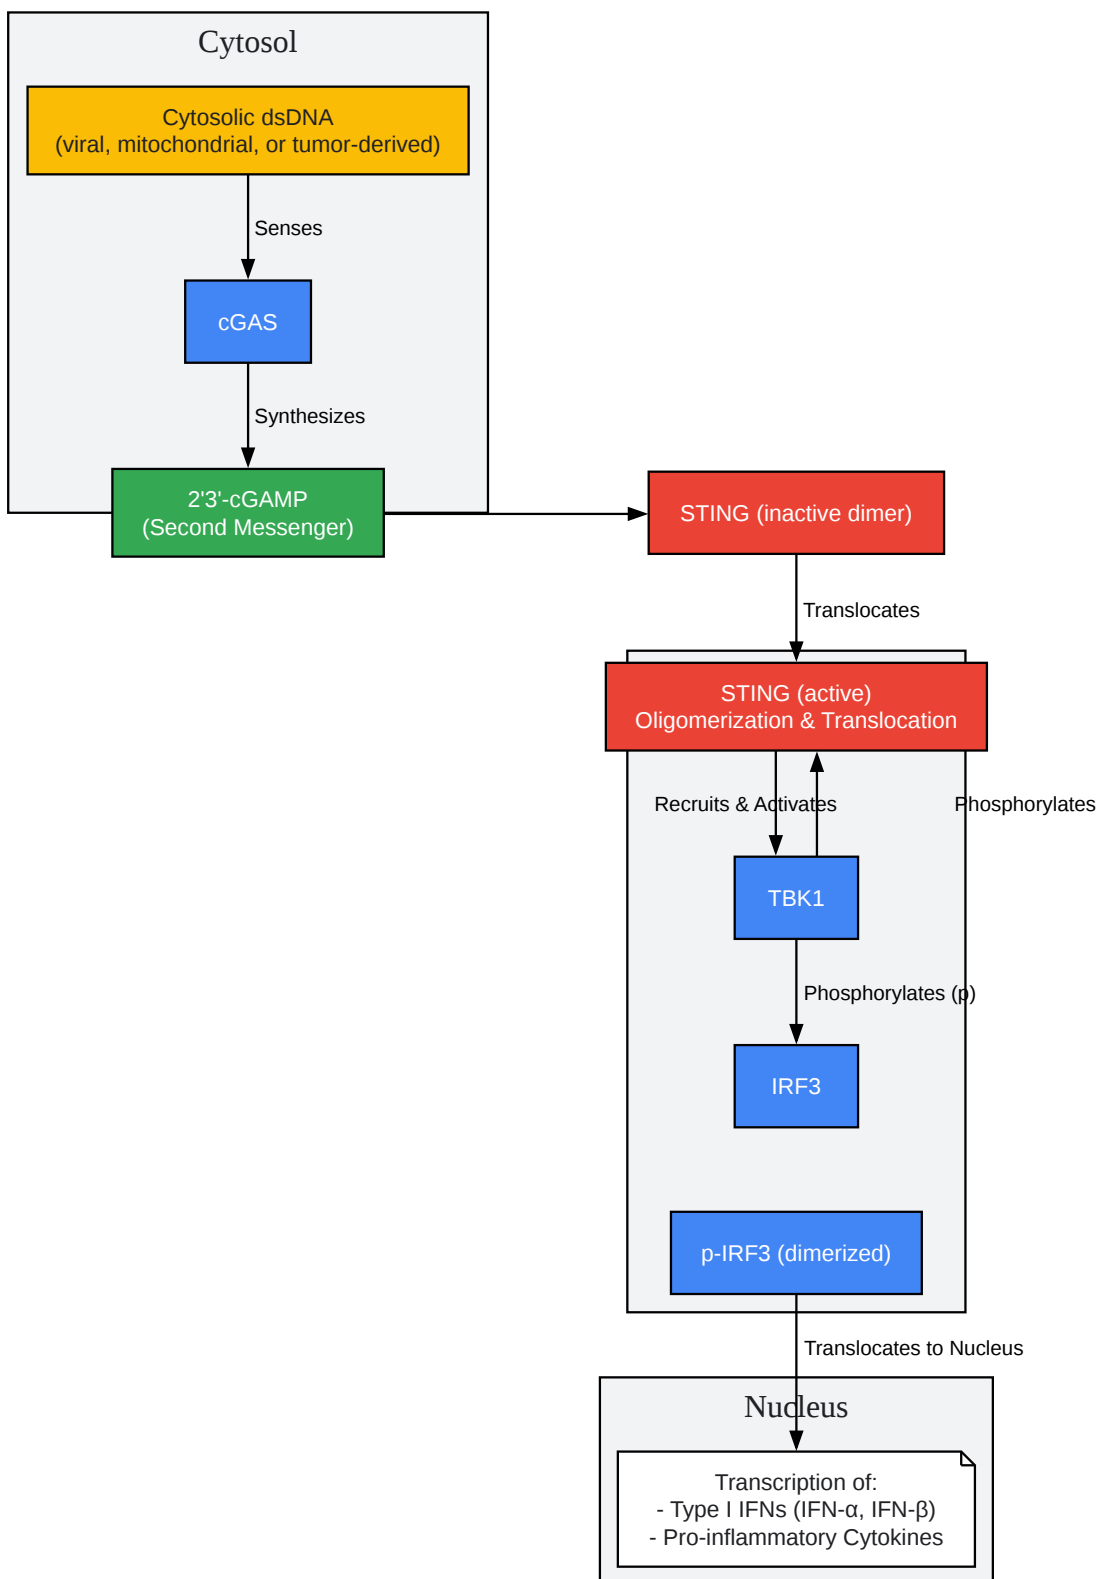 Cytosol
Cytosolic dsDNA
(viral, mitochondrial, or tumor-derived)
Senses
cGAS
Synthesizes
2'3'-cGAMP
(Second Messenger)
STING (inactive dimer)
Translocates
STING (active)
Oligomerization & Translocation
Recruits & Activates
Phosphorylates
TBK1
Phosphorylates (p)
IRF3
p-IRF3 (dimerized)
Translocates to Nucleus
Nucleus
Transcription of:
- Type I IFNs (IFN-α, IFN-β)
- Pro-inflammatory Cytokines